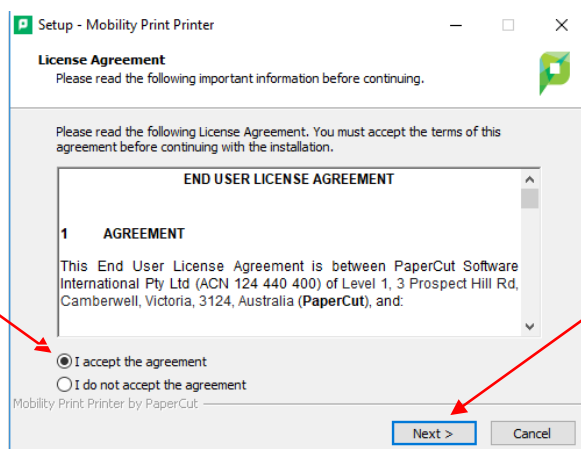 Setup - Mobility Print Printer
License Agreement
Please read the following important information before continuing.
Please read the following License Agreement. You must accept the terms of this
agreement before continuing with the installation.
END USER LICENSE AGREEMENT
1 AGREEMENT
This End User License Agreement is between PaperCut Software
International Pty Ltd (ACN 124 440 400) of Level 1, 3 Prospect Hill Rd,
Camberwell, Victoria, 3124, Australia (PaperCut), and:
I accept the agreement
I do not accept the agreement
Mobility Print Printer by PaperCut
Next >
Cancel